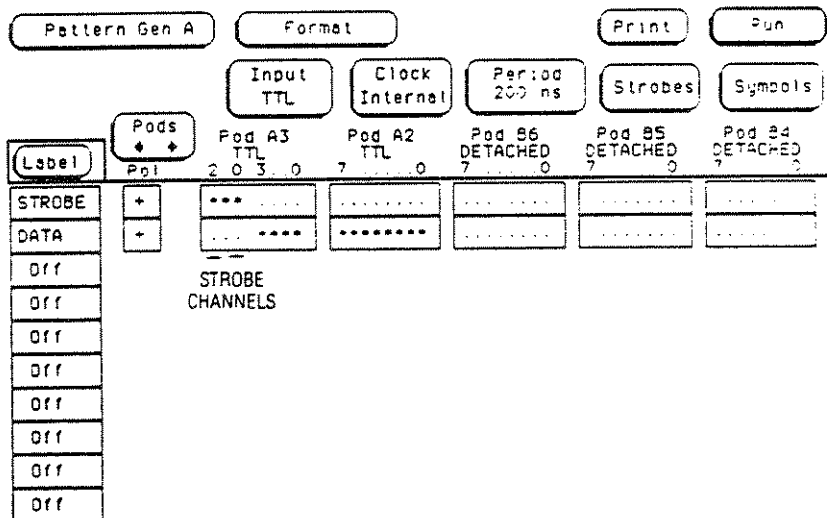 Pattern Gen A Format Print Run
Input Clock Period Strobes Symbols
TTL Internal 200 ns
Pods Pod A3 Pod A2 Pod B6 Pod B5 Pod B4
TTL TTL DETACHED DETACHED DETACHED
Label Pol 2 0 3..0 7......0 7......0 7......0 7......0
STROBE + *** .... ........ ........ ........ ........
DATA + ... **** ******** ........ ........ ........
Off
STROBE
CHANNELS
Off
Off
Off
Off
Off
Off
Off